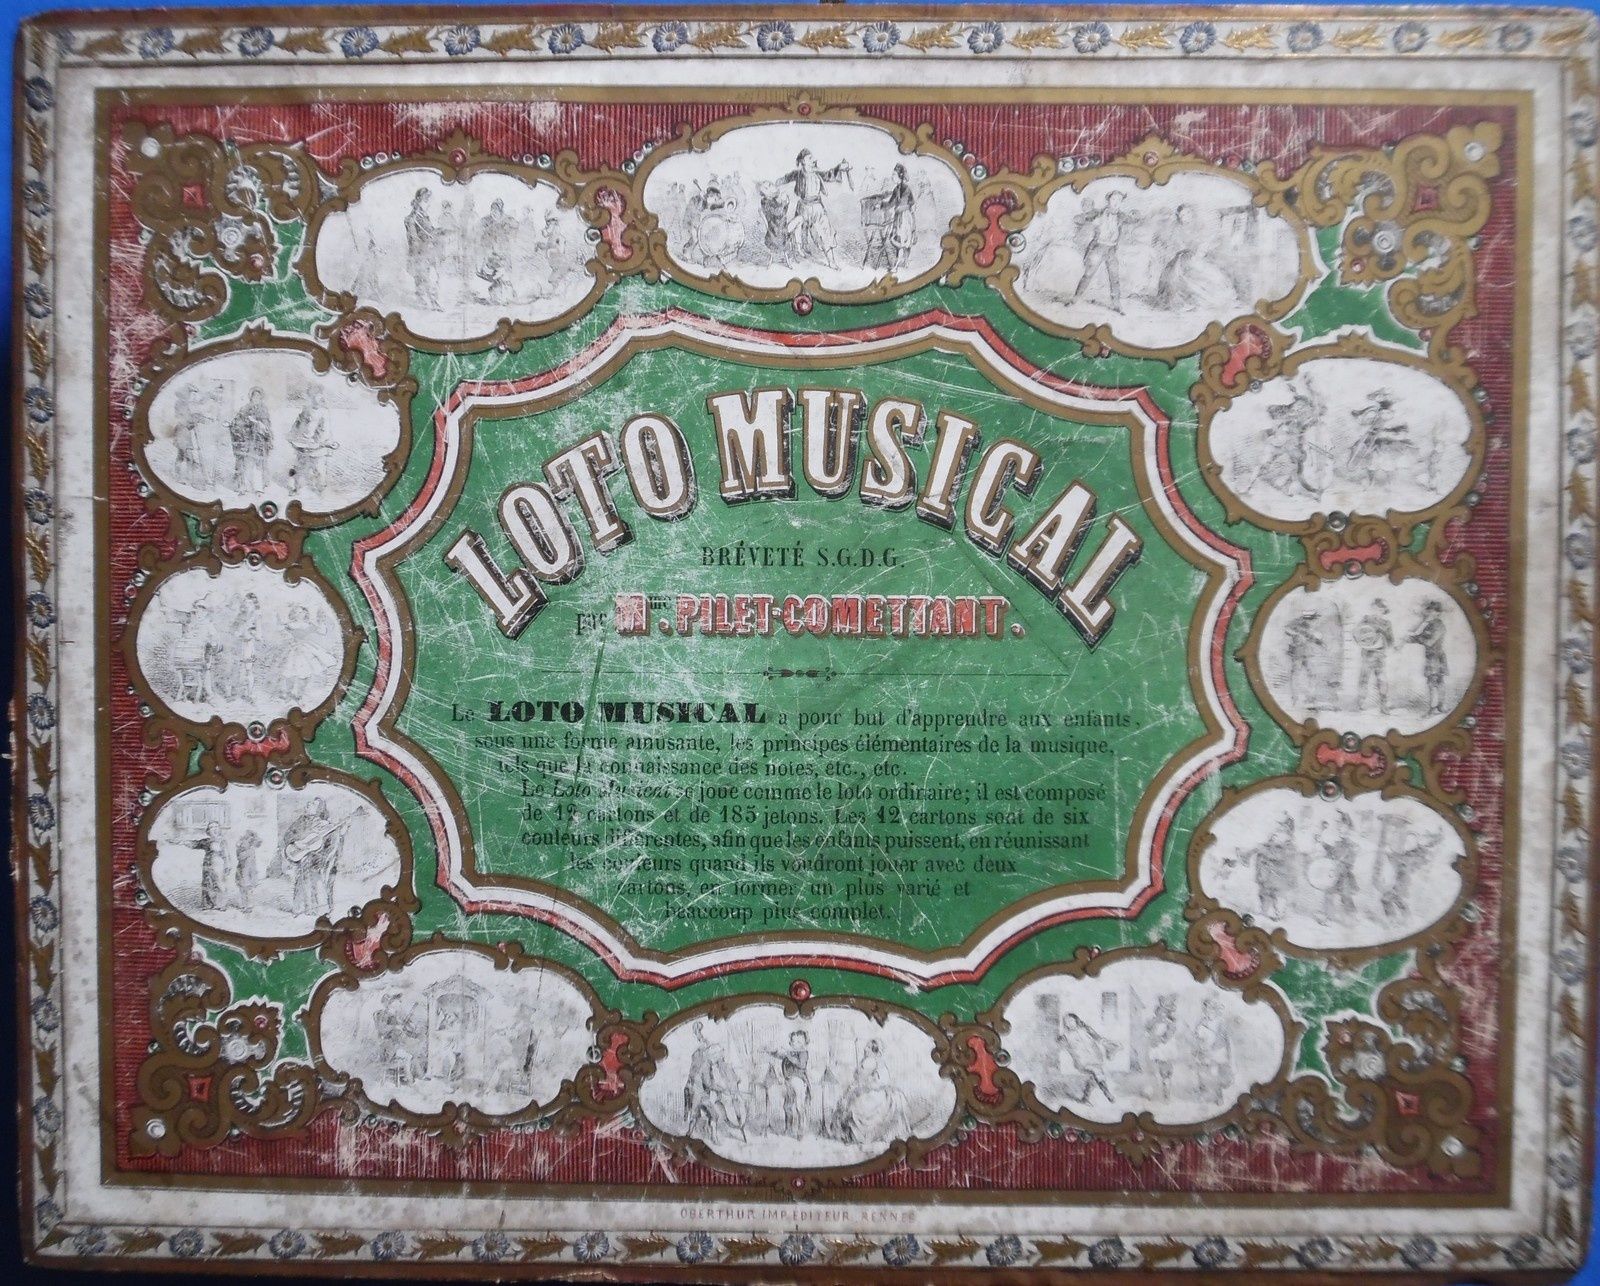 LOTO MUSICAL
BRÉVETÉ S.G.D.G.
par Mme. PILET-COMETTANT.
Le LOTO MUSICAL a pour but d'apprendre aux enfants,
sous une forme amusante, les principes élémentaires de la musique,
tels que la connaissance des notes, etc., etc.
Le Loto Musical se joue comme le loto ordinaire; il est composé
de 12 cartons et de 185 jetons. Les 12 cartons sont de six
couleurs différentes, afin que les enfants puissent, en réunissant
les couleurs quand ils voudront jouer avec deux
cartons, en former un plus varié et
beaucoup plus complet.
OBERTHUR IMP. EDITEUR, RENNES